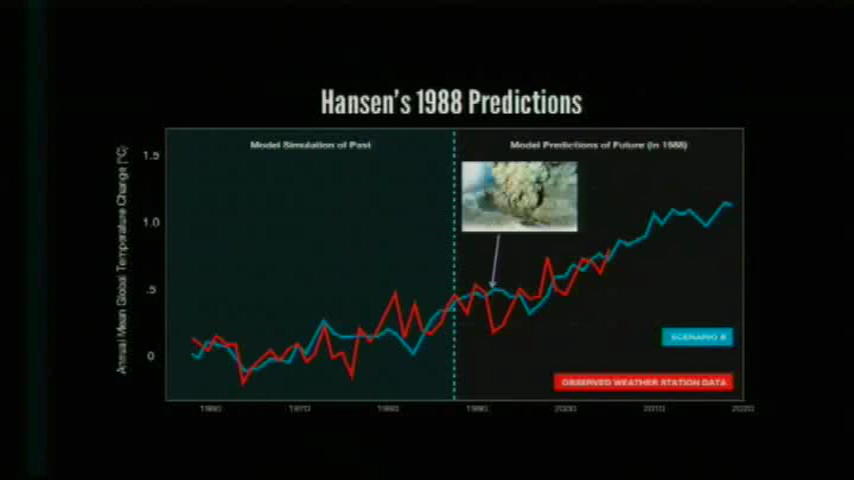 Hansen's 1988 Predictions
Model Simulation of Past
Model Predictions of Future (in 1988)
Annual Mean Global Temperature Change (°C)
1.5
1.0
.5
0
SCENARIO B
OBSERVED WEATHER STATION DATA
1960
1970
1980
1990
2000
2010
2020